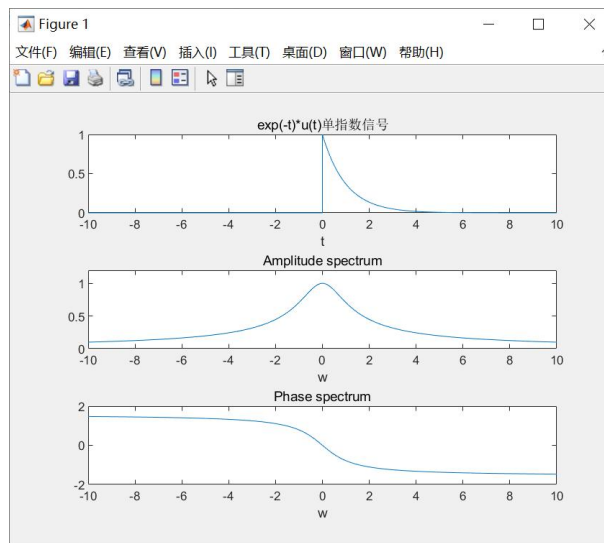 Figure 1
文件(F) 编辑(E) 查看(V) 插入(I) 工具(T) 桌面(D) 窗口(W) 帮助(H)
exp(-t)*u(t)单指数信号
1
0.5
0
-10 -8 -6 -4 -2 0 2 4 6 8 10
t
Amplitude spectrum
1
0.5
0
-10 -8 -6 -4 -2 0 2 4 6 8 10
w
Phase spectrum
2
0
-2
-10 -8 -6 -4 -2 0 2 4 6 8 10
w